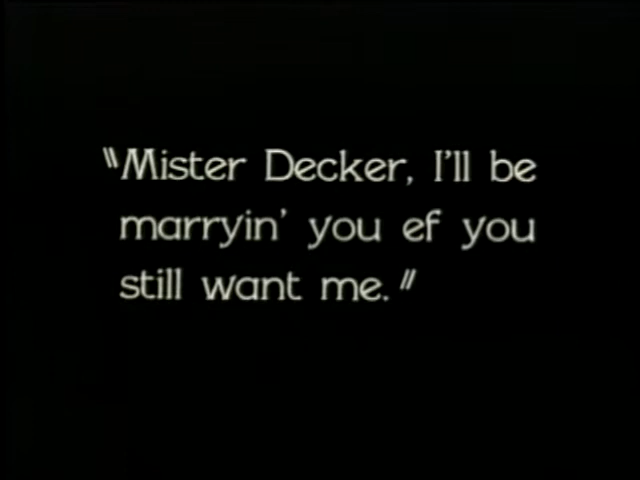 "Mister Decker, I'll be
marryin' you ef you
still want me."